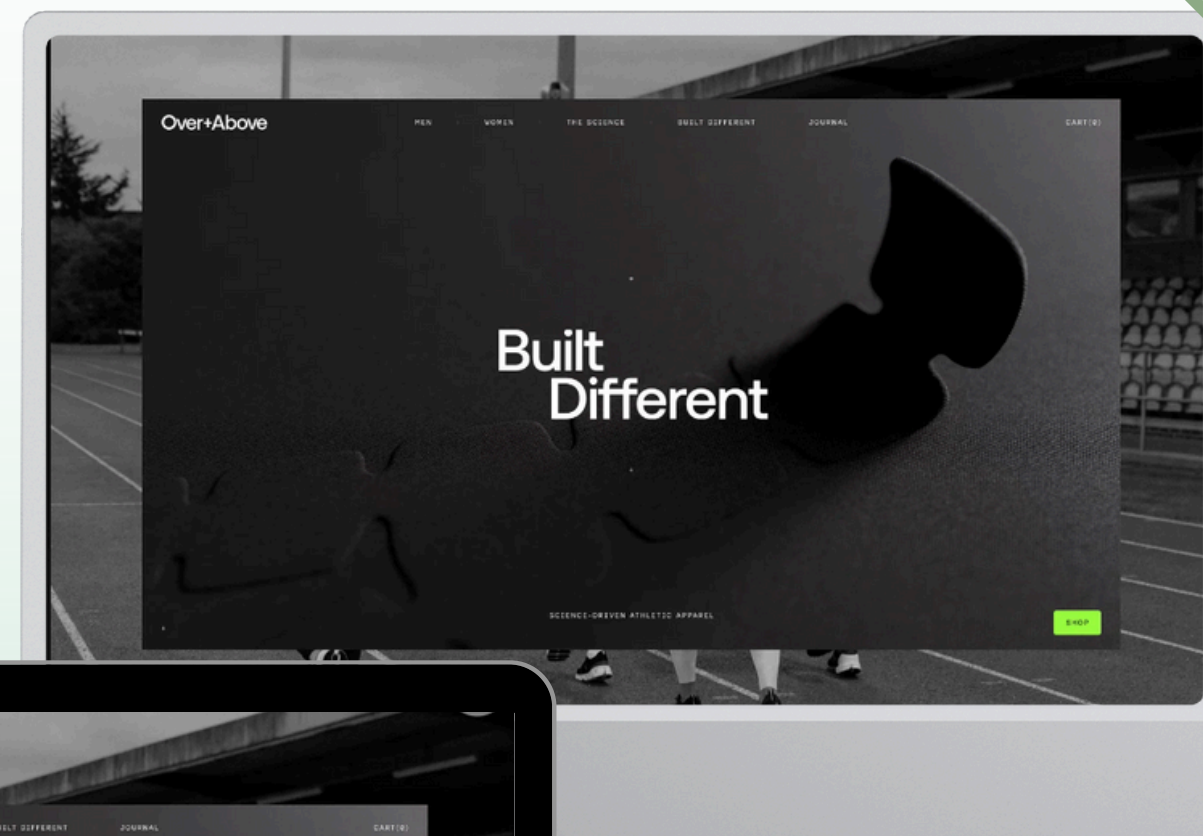 Over+Above
MEN
WOMEN
THE SCIENCE
BUILT DIFFERENT
JOURNAL
CART(0)
Built
Different
SCIENCE-DRIVEN ATHLETIC APPAREL
SHOP
DIFFERENT
JOURNAL
CART(0)